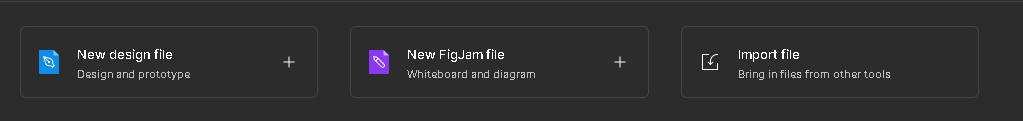 New design file
Design and prototype
New FigJam file
Whiteboard and diagram
Import file
Bring in files from other tools